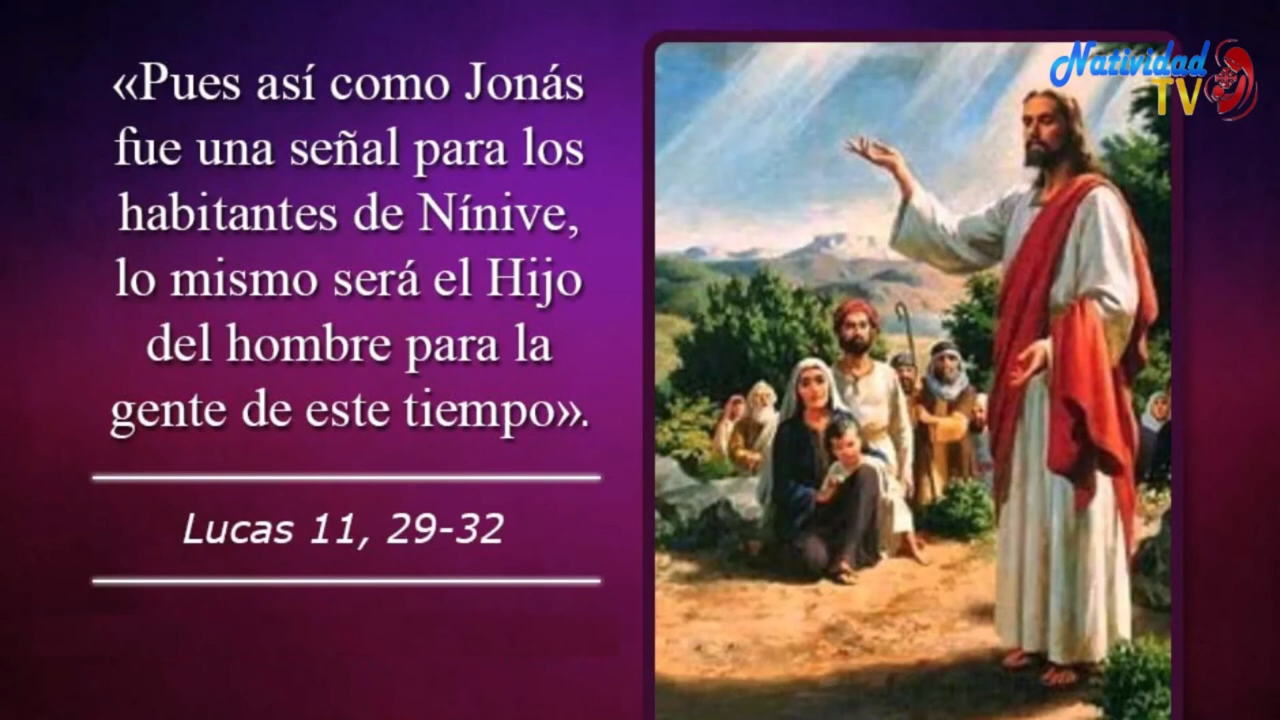 «Pues así como Jonás
fue una señal para los
habitantes de Nínive,
lo mismo será el Hijo
del hombre para la
gente de este tiempo».
Lucas 11, 29-32
Natividad
TV